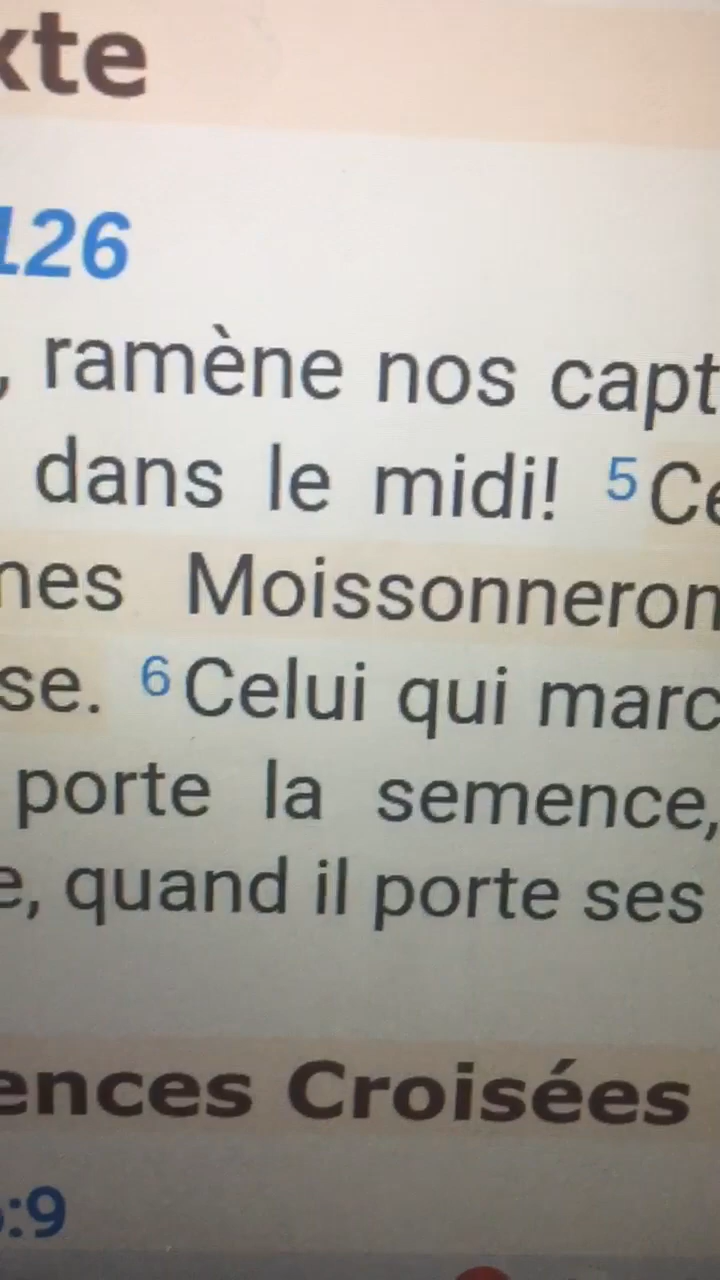 xte
126
, ramène nos capt
dans le midi! 5 Ce
mes Moissonneron
se. 6 Celui qui marc
porte la semence,
e, quand il porte ses
ences Croisées
:9